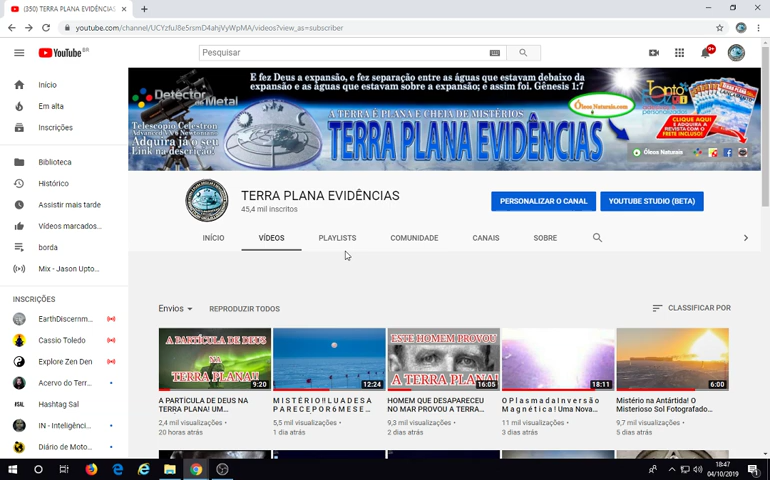 (350) TERRA PLANA EVIDÊNCIAS
youtube.com/channel/UCYzfuJ8e5rsmD4ahjVyWpMA/videos?view_as=subscriber
YouTube BR
Pesquisar
9+
Início
Em alta
Inscrições
Biblioteca
Histórico
Assistir mais tarde
Vídeos marcados...
borda
Mix - Jason Upto...
INSCRIÇÕES
EarthDiscernm...
Cassio Toledo
Explore Zen Den
Acervo do Terr...
Hashtag Sal
IN - Inteligênci...
Diário de Moto...
E fez Deus a expansão, e fez separação entre as águas que estavam debaixo da
expansão e as águas que estavam sobre a expansão; e assim foi. Gênesis 1:7
Detector de
Metal
Telescopio Celestron
Advanced VX 6 Newtoniano
Adquira já o seu
Link na descrição!
A TERRA É PLANA E CHEIA DE MISTÉRIOS
TERRA PLANA EVIDÊNCIAS
Óleos Naturais.com
CLIQUE AQUI
E ADQUIRA A
REVISTA COM O
FRETE INCLUSO!
Óleos Naturais
TERRA PLANA EVIDÊNCIAS
45,4 mil inscritos
PERSONALIZAR O CANAL
YOUTUBE STUDIO (BETA)
INÍCIO
VÍDEOS
PLAYLISTS
COMUNIDADE
CANAIS
SOBRE
Envios
REPRODUZIR TODOS
CLASSIFICAR POR
A PARTÍCULA DE DEUS
NA
TERRA PLANA!!
9:20
12:24
ESTE HOMEM PROVOU
A TERRA PLANA!
16:05
18:11
6:00
A PARTÍCULA DE DEUS NA
TERRA PLANA! UM...
2,4 mil visualizações
20 horas atrás
M I S T É R I O !! L U A D E S A
P A R E C E P O R 6 M E S E ...
5,5 mil visualizações
1 dia atrás
HOMEM QUE DESAPARECEU
NO MAR PROVOU A TERRA...
9,3 mil visualizações
2 dias atrás
O P l a s m a d a I n v e r s ã o
M a g n é t i c a ! U m a N o v a...
11 mil visualizações
3 dias atrás
Mistério na Antártida! O
Misterioso Sol Fotografado...
9,7 mil visualizações
5 dias atrás
18:47
04/10/2019